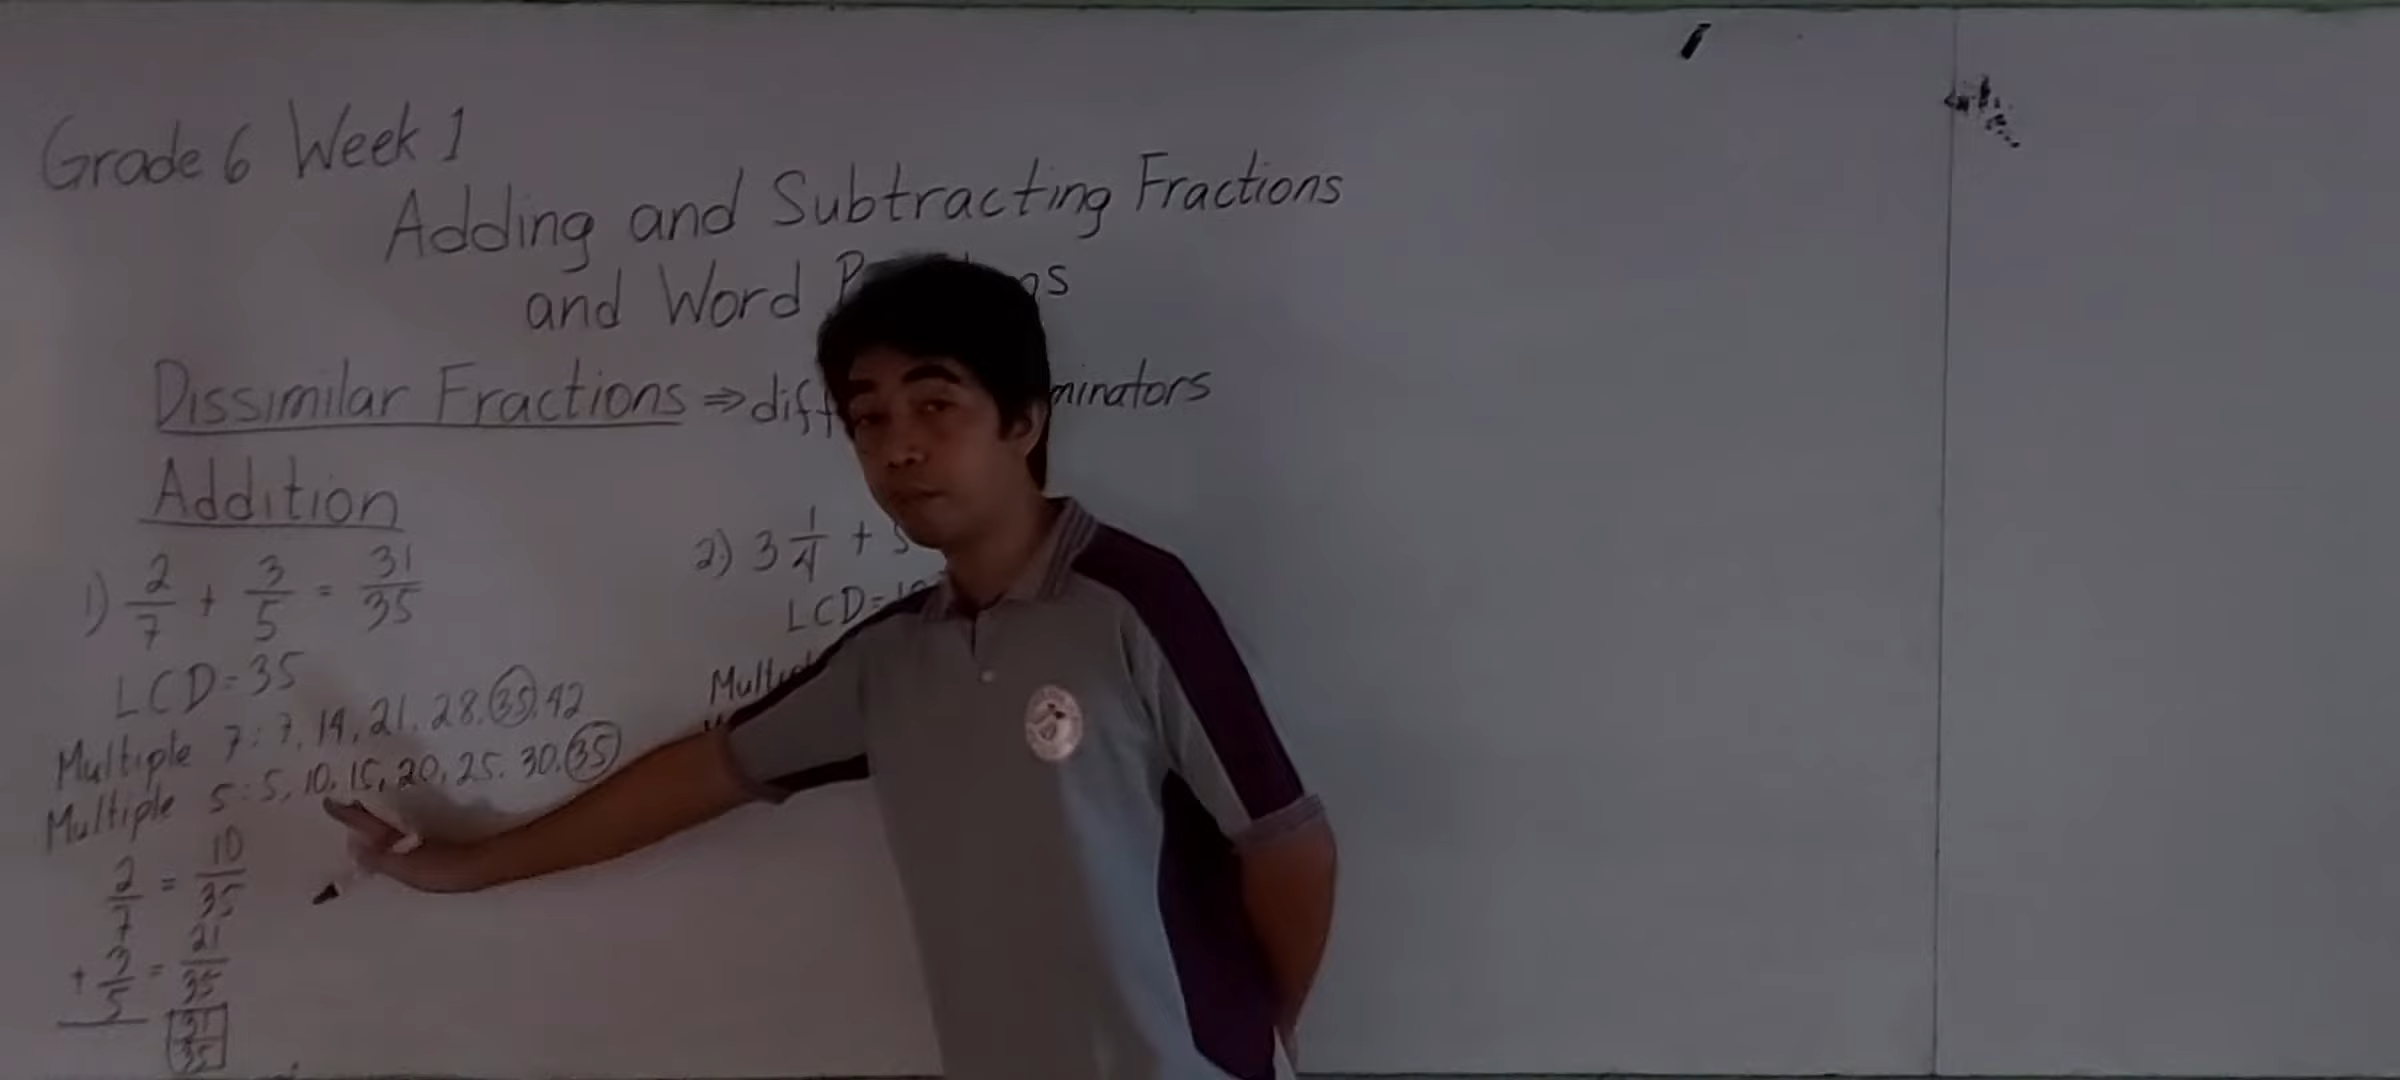 Grade 6 Week 1
Adding and Subtracting Fractions
and Word
Dissimilar Fractions ⇒ diff minators
Addition
1) 2/7 + 3/5 = 31/35
LCD = 35
Multiple 7: 7, 14, 21, 28, 35, 42
Multiple 5: 5, 10, 15, 20, 25, 30, 35
2/7 = 10/35
+ 3/5 = 21/35
31/35
2) 3 1/4 +
LCD =